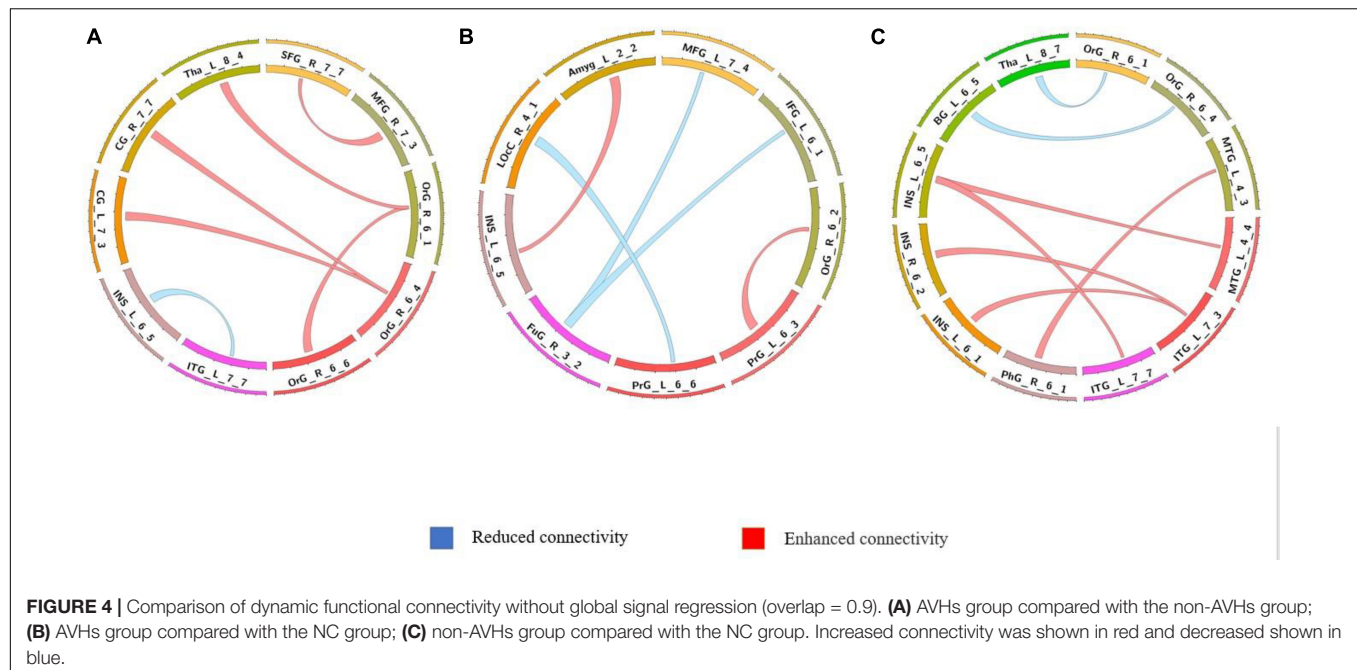 A
SFG_R_7_7
MFG_R_7_3
OrG_R_6_1
OrG_R_6_4
OrG_R_6_6
ITG_L_7_7
INS_L_6_5
CG_L_7_3
CG_R_7_7
Tha_L_8_4
B
MFG_L_7_4
IFG_L_6_1
OrG_R_6_2
PrG_L_6_3
PrG_L_6_6
FuG_R_3_2
INS_L_6_5
LOcC_R_4_1
Amyg_L_2_2
C
OrG_R_6_1
OrG_R_6_4
MTG_L_4_3
MTG_L_4_4
ITG_L_7_3
ITG_L_7_7
PhG_R_6_1
INS_L_6_1
INS_R_6_2
INS_L_6_5
BG_L_6_5
Tha_L_8_7
Reduced connectivity
Enhanced connectivity
FIGURE 4 | Comparison of dynamic functional connectivity without global signal regression (overlap = 0.9). (A) AVHs group compared with the non-AVHs group;
(B) AVHs group compared with the NC group; (C) non-AVHs group compared with the NC group. Increased connectivity was shown in red and decreased shown in
blue.